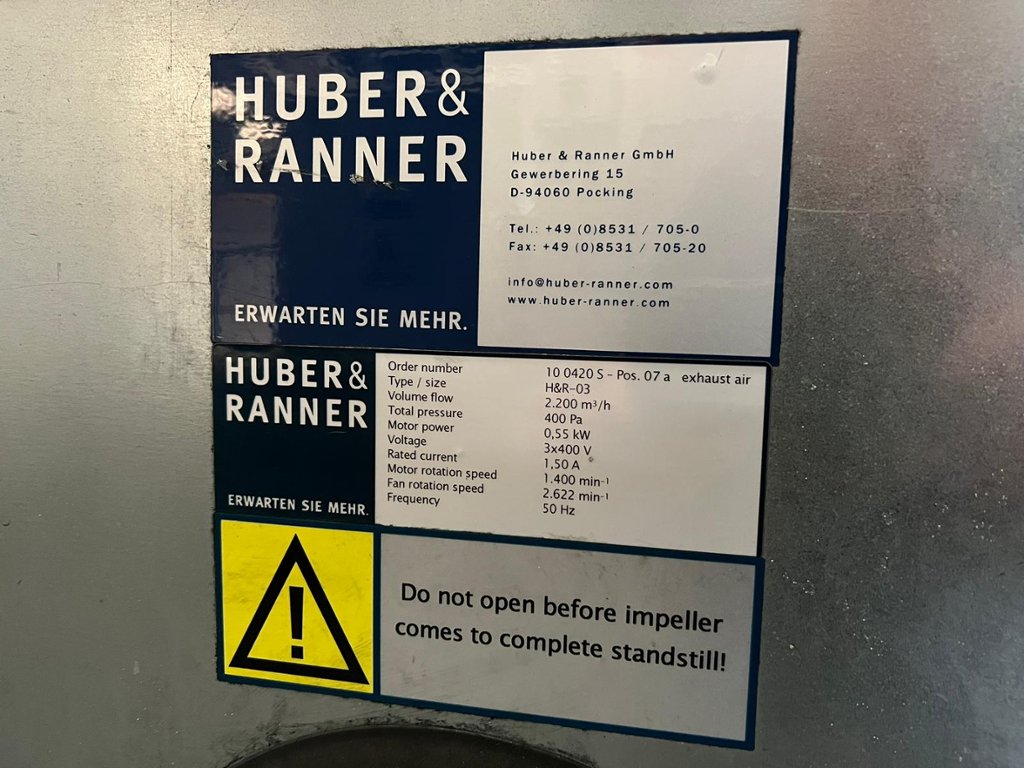 HUBER &
RANNER
ERWARTEN SIE MEHR.
Huber & Ranner GmbH
Gewerbering 15
D-94060 Pocking
Tel.: +49 (0)8531 / 705-0
Fax: +49 (0)8531 / 705-20
info@huber-ranner.com
www.huber-ranner.com
HUBER &
RANNER
ERWARTEN SIE MEHR.
Order number 10 0420 S - Pos. 07 a exhaust air
Type / size H&R-03
Volume flow 2.200 m³/h
Total pressure 400 Pa
Motor power 0,55 kW
Voltage 3x400 V
Rated current 1,50 A
Motor rotation speed 1.400 min⁻¹
Fan rotation speed 2.622 min⁻¹
Frequency 50 Hz
Do not open before impeller
comes to complete standstill!